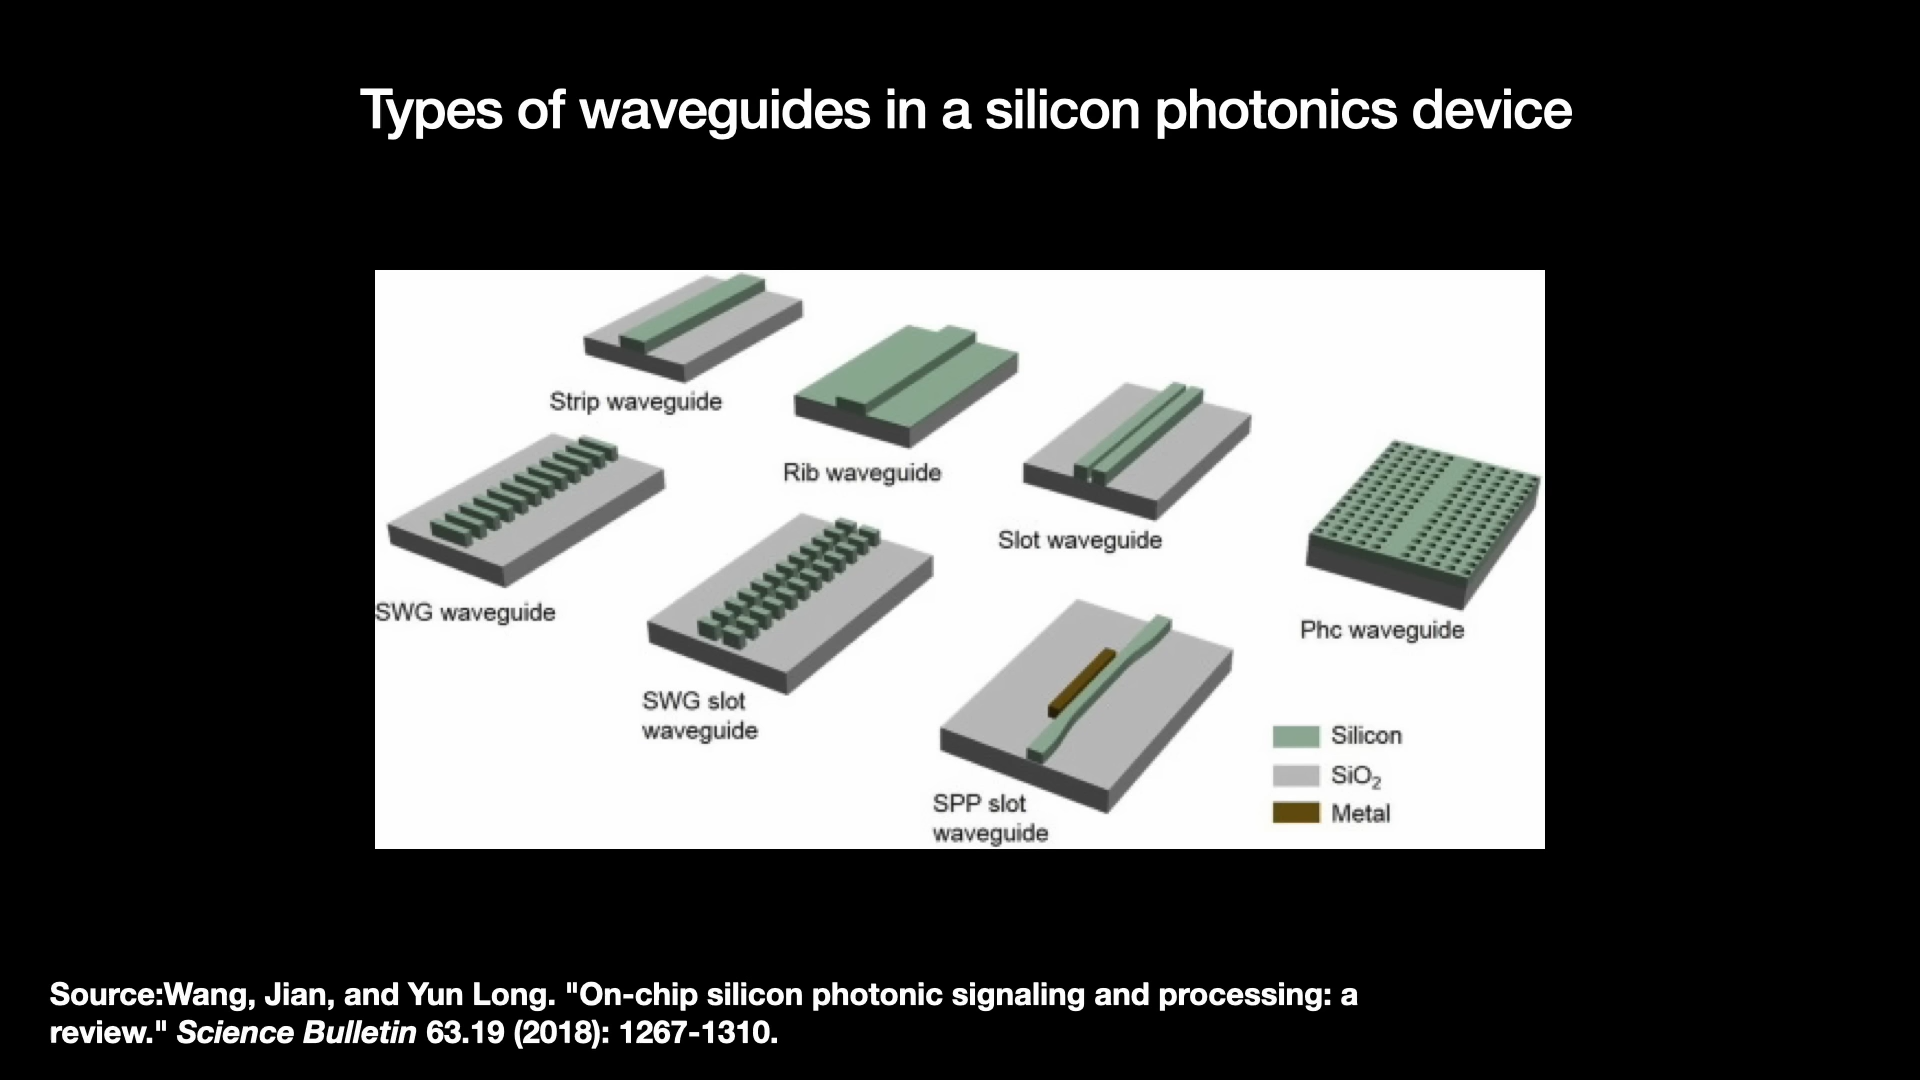 Types of waveguides in a silicon photonics device
Strip waveguide
Rib waveguide
Slot waveguide
SWG waveguide
Phc waveguide
SWG slot
waveguide
SPP slot
waveguide
Silicon
SiO₂
Metal
Source:Wang, Jian, and Yun Long. "On-chip silicon photonic signaling and processing: a
review." Science Bulletin 63.19 (2018): 1267-1310.